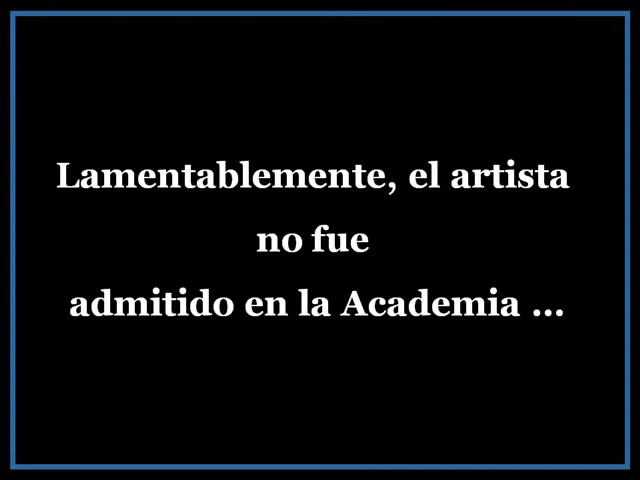 Lamentablemente, el artista
no fue
admitido en la Academia ...